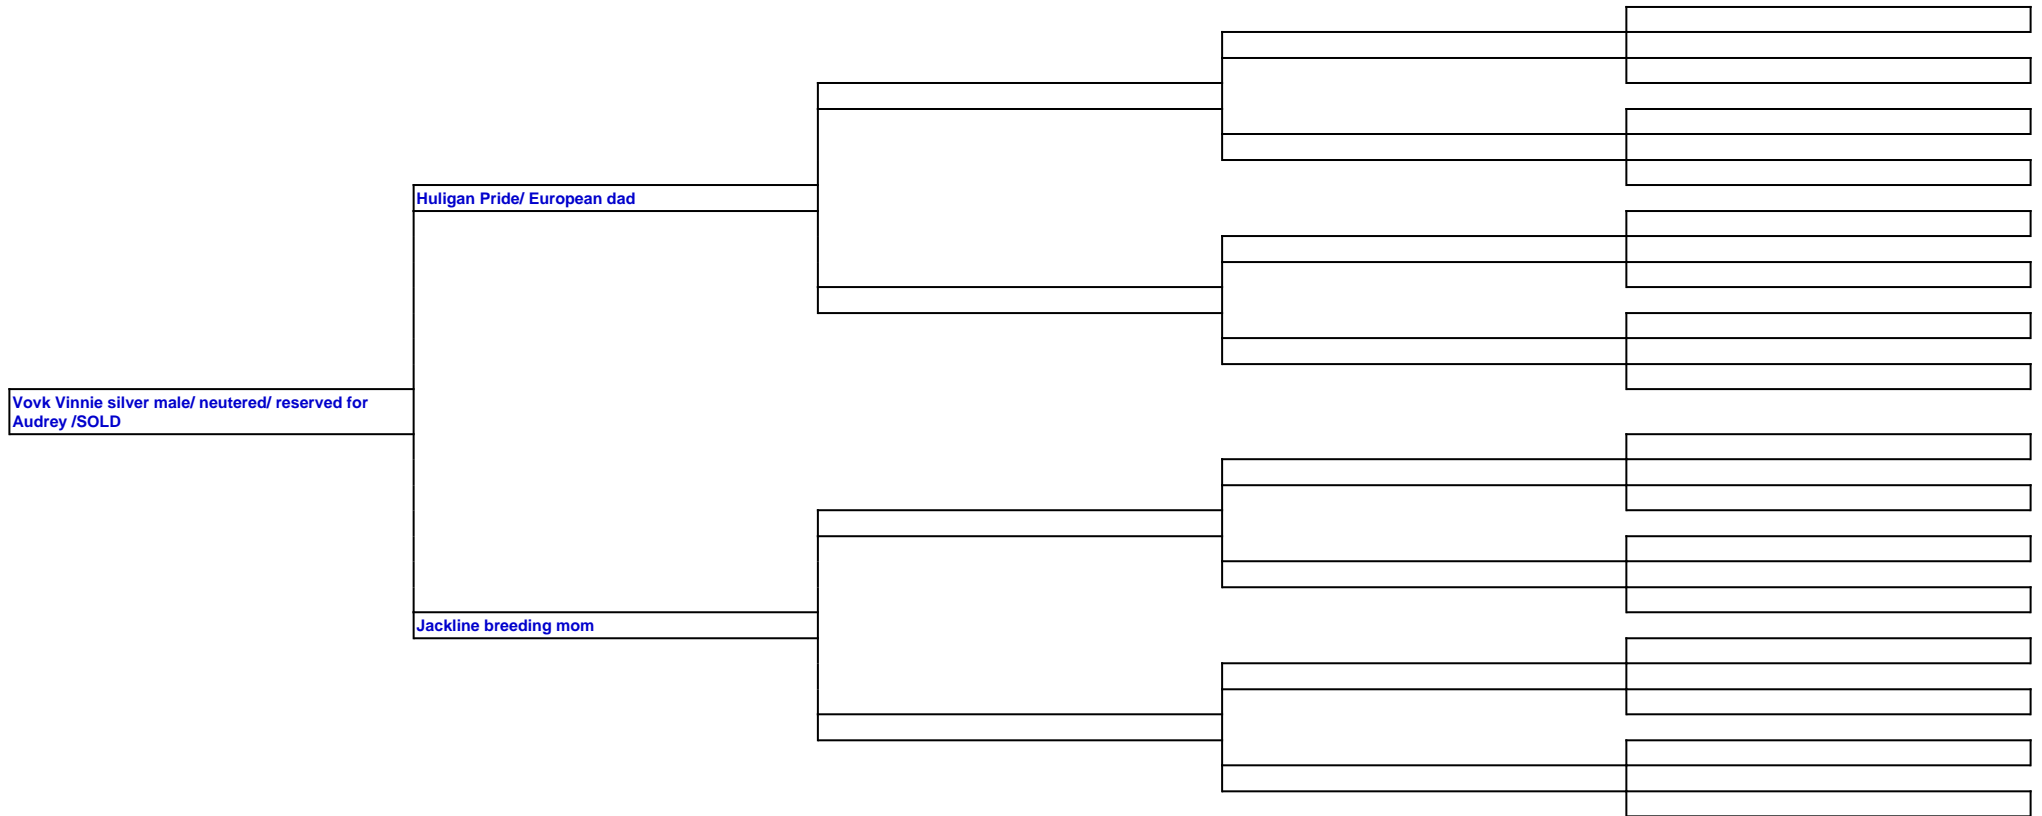 Huligan Pride/ European dad
Vovk Vinnie silver male/ neutered/ reserved for
Audrey /SOLD
Jackline breeding mom